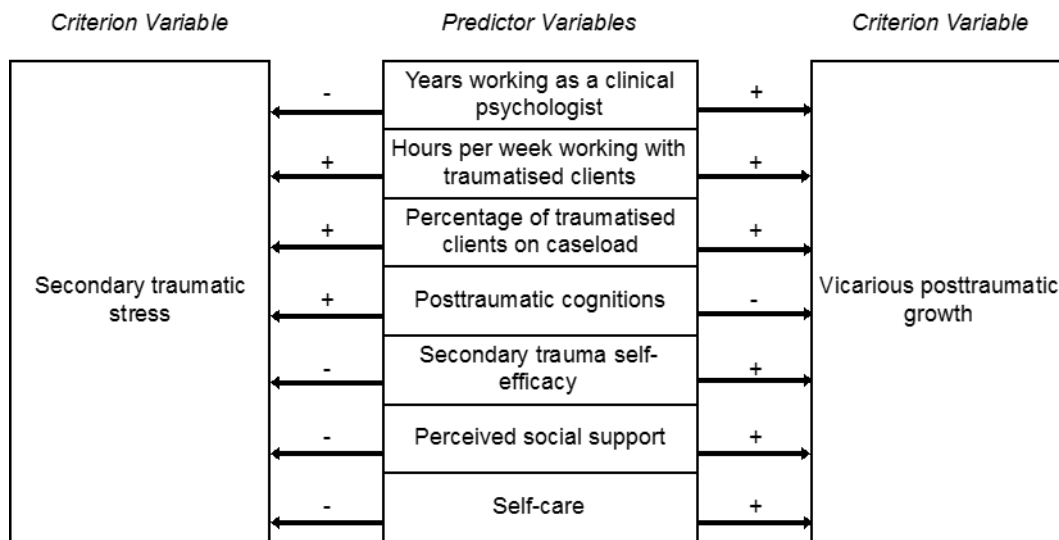 Criterion Variable
Predictor Variables
Criterion Variable
Secondary traumatic
stress
-
+
+
+
-
-
-
Years working as a clinical
psychologist
Hours per week working with
traumatised clients
Percentage of traumatised
clients on caseload
Posttraumatic cognitions
Secondary trauma self-
efficacy
Perceived social support
Self-care
+
+
+
-
+
+
+
Vicarious posttraumatic
growth